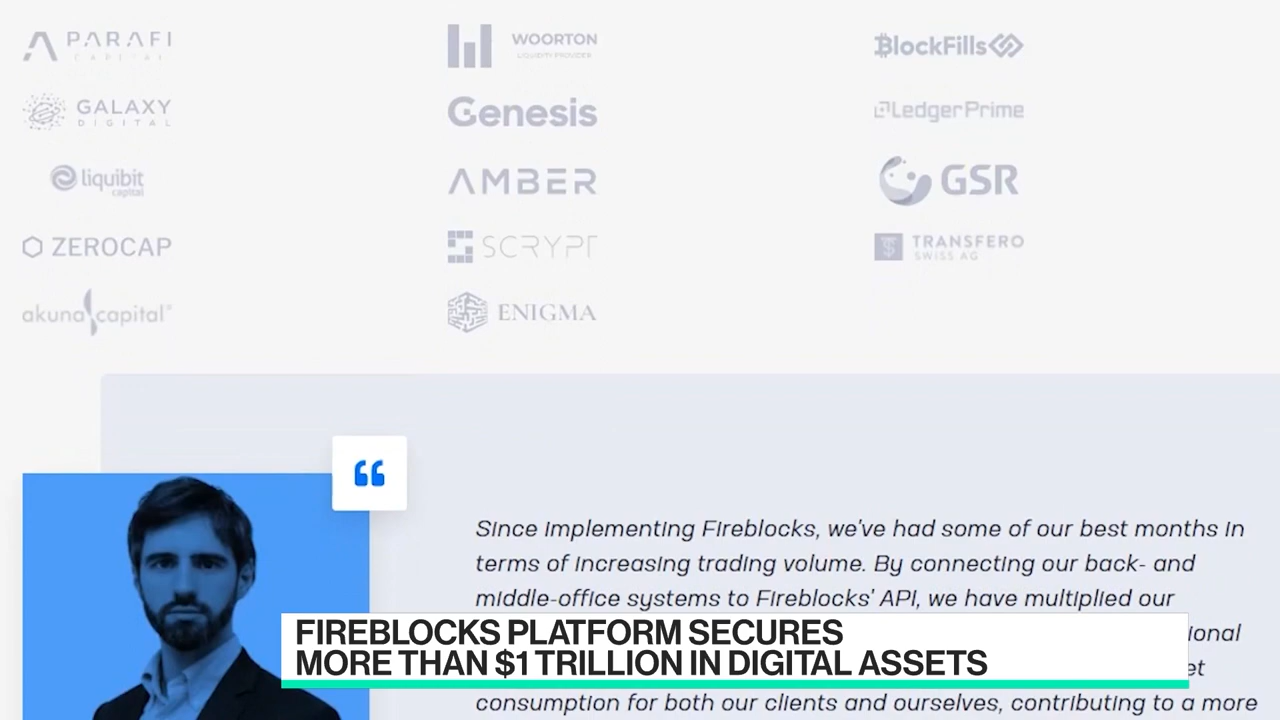 PARAFI
CAPITAL
WOORTON
LIQUIDITY PROVIDER
BlockFills
GALAXY
DIGITAL
Genesis
LedgerPrime
liquibit
capital
AMBER
GSR
ZEROCAP
SCRYPT
TRANSFERO
SWISS AG
akuna capital
ENIGMA
Since implementing Fireblocks, we've had some of our best months in
terms of increasing trading volume. By connecting our back- and
middle-office systems to Fireblocks' API, we have multiplied our
FIREBLOCKS PLATFORM SECURES
MORE THAN $1 TRILLION IN DIGITAL ASSETS
consumption for both our clients and ourselves, contributing to a more